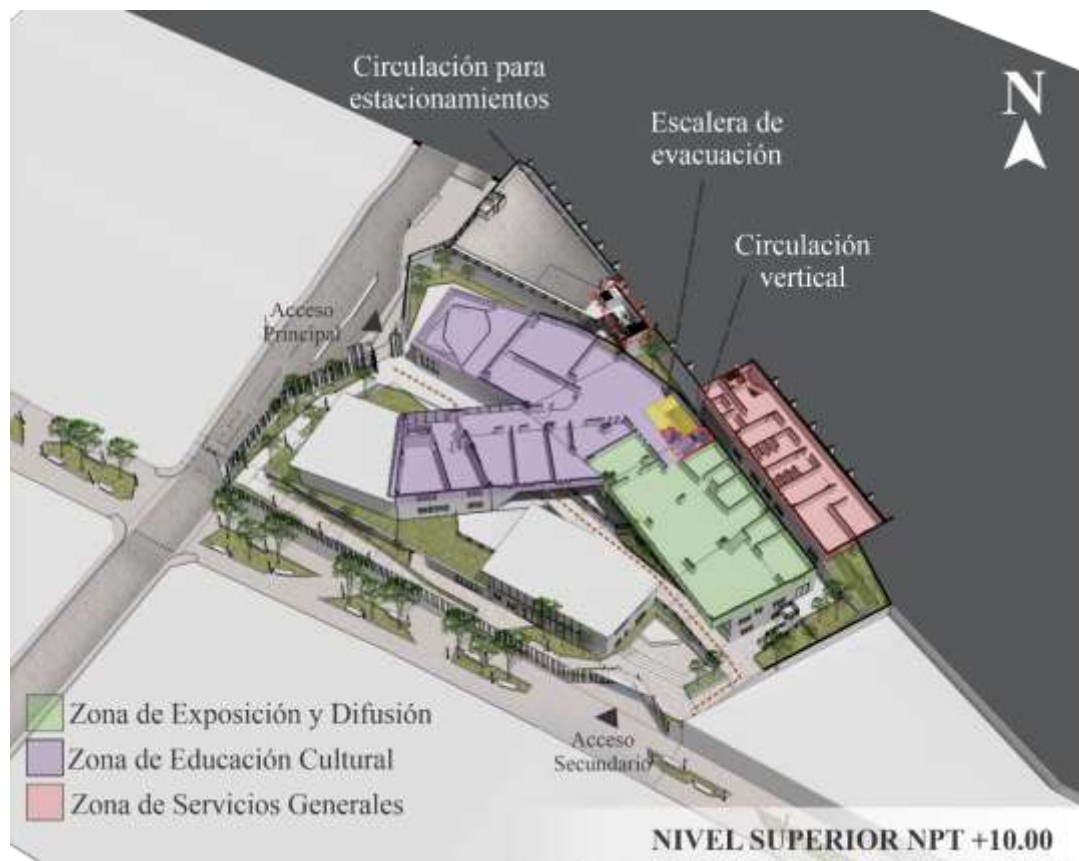 Circulación para
estacionamientos
N
Escalera de
evacuación
Circulación
vertical
Acceso
Principal
Zona de Exposición y Difusión
Zona de Educación Cultural
Zona de Servicios Generales
Acceso
Secundario
NIVEL SUPERIOR NPT +10.00